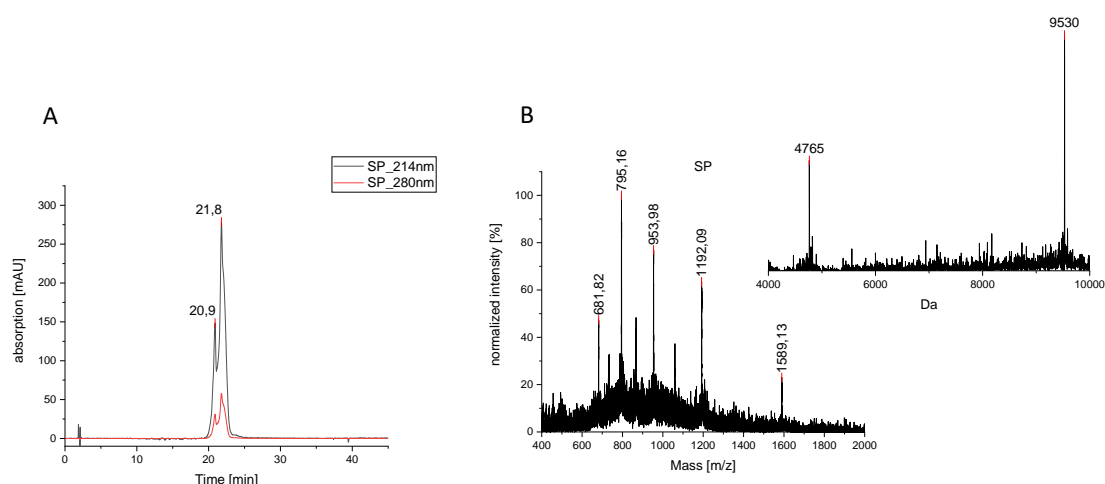 A
SP_214nm
SP_280nm
21,8
20,9
300
250
200
150
100
50
0
absorption [mAU]
0 10 20 30 40
Time [min]
B
SP
9530
4765
4000 6000 8000 10000
Da
795,16
953,98
1192,09
681,82
1589,13
100
80
60
40
20
0
normalized intensity [%]
400 600 800 1000 1200 1400 1600 1800 2000
Mass [m/z]